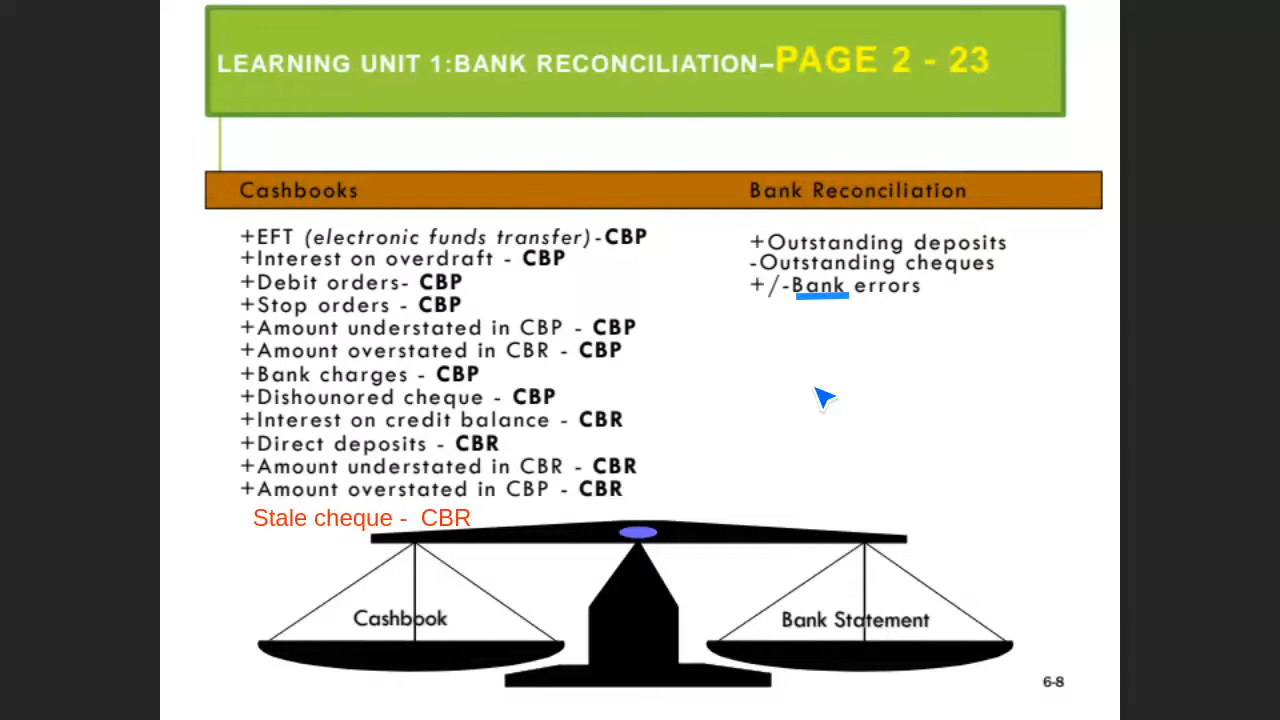 LEARNING UNIT 1:BANK RECONCILIATION–PAGE 2 - 23
Cashbooks
+EFT (electronic funds transfer)-CBP
+Interest on overdraft - CBP
+Debit orders- CBP
+Stop orders - CBP
+Amount understated in CBP - CBP
+Amount overstated in CBR - CBP
+Bank charges - CBP
+Dishounored cheque - CBP
+Interest on credit balance - CBR
+Direct deposits - CBR
+Amount understated in CBR - CBR
+Amount overstated in CBP - CBR
Stale cheque - CBR
Bank Reconciliation
+Outstanding deposits
-Outstanding cheques
+/-Bank errors
Cashbook
Bank Statement
6-8